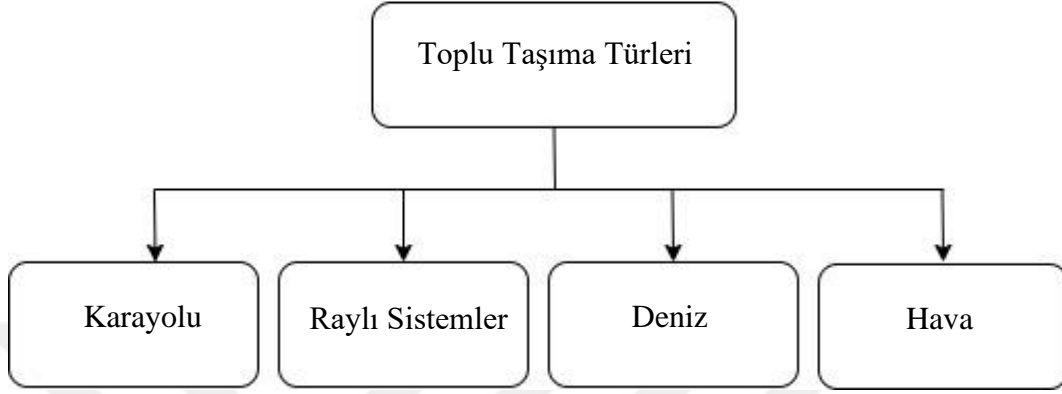 Toplu Taşıma Türleri
Karayolu
Raylı Sistemler
Deniz
Hava